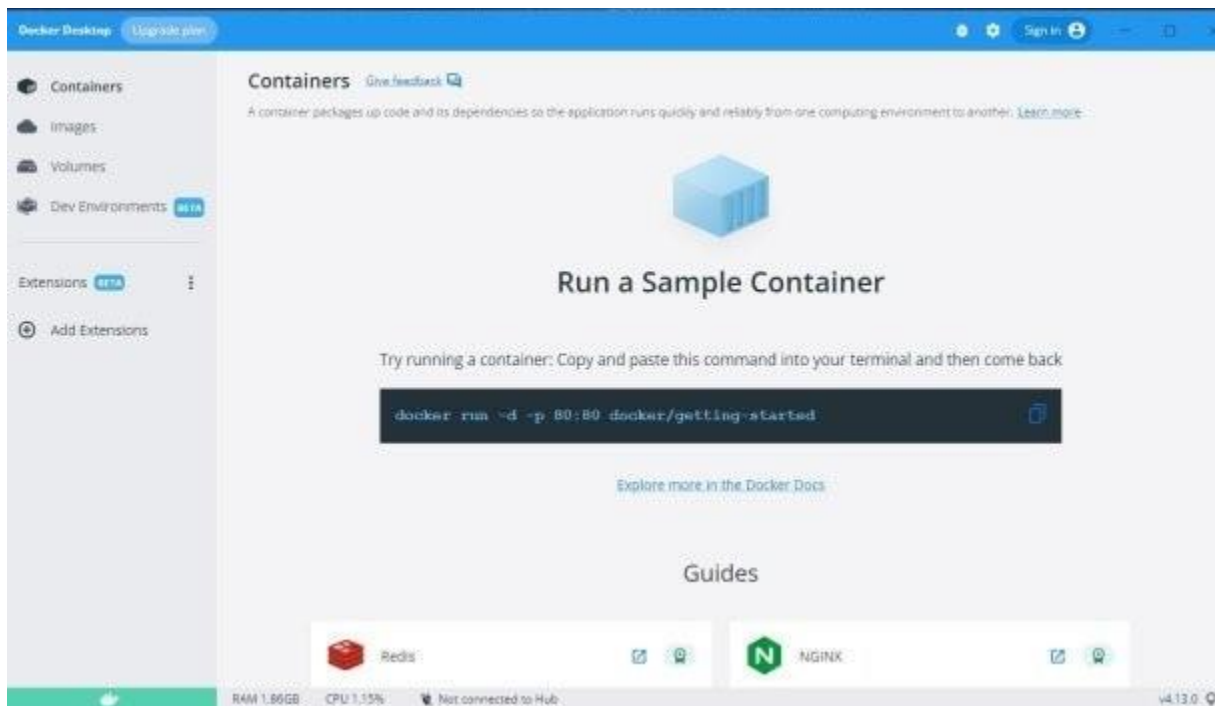 Docker Desktop Upgrade plan Sign in
Containers
Images
Volumes
Dev Environments BETA
Extensions BETA
Add Extensions
Containers Give feedback
A container packages up code and its dependencies so the application runs quickly and reliably from one computing environment to another. Learn more
Run a Sample Container
Try running a container: Copy and paste this command into your terminal and then come back
docker run -d -p 80:80 docker/getting-started
Explore more in the Docker Docs
Guides
Redis
NGINX
RAM 1.86GB CPU 1.15% Not connected to Hub v4.13.0